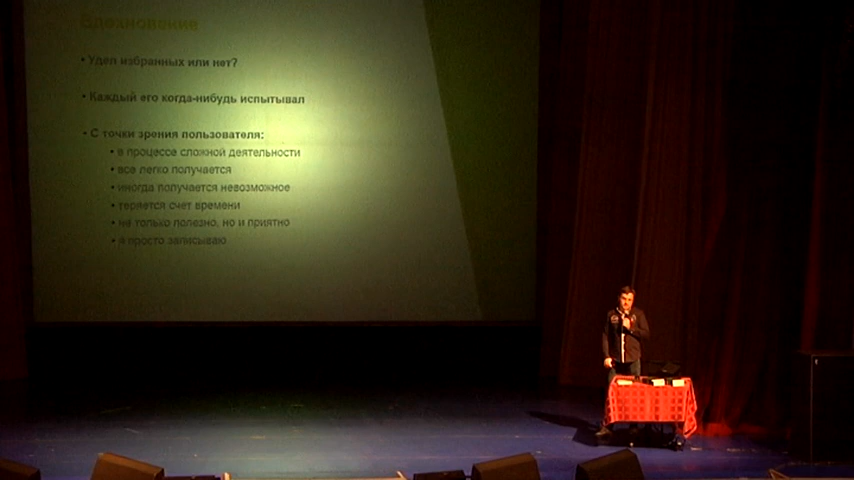 Вдохновение
• Удел избранных или нет?
• Каждый его когда-нибудь испытывал
• С точки зрения пользователя:
• в процессе сложной деятельности
• все легко получается
• иногда получается невозможное
• теряется счет времени
• не только полезно, но и приятно
• я просто записываю